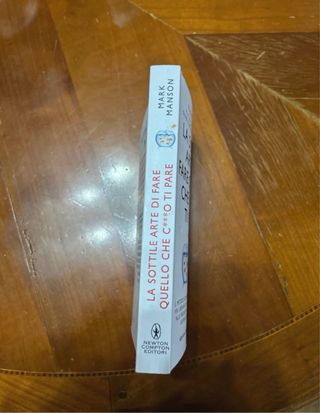 LA SOTTILE ARTE DI FARE
QUELLO CHE C***O TI PARE
MARK
MANSON
NEWTON
COMPTON
EDITORI